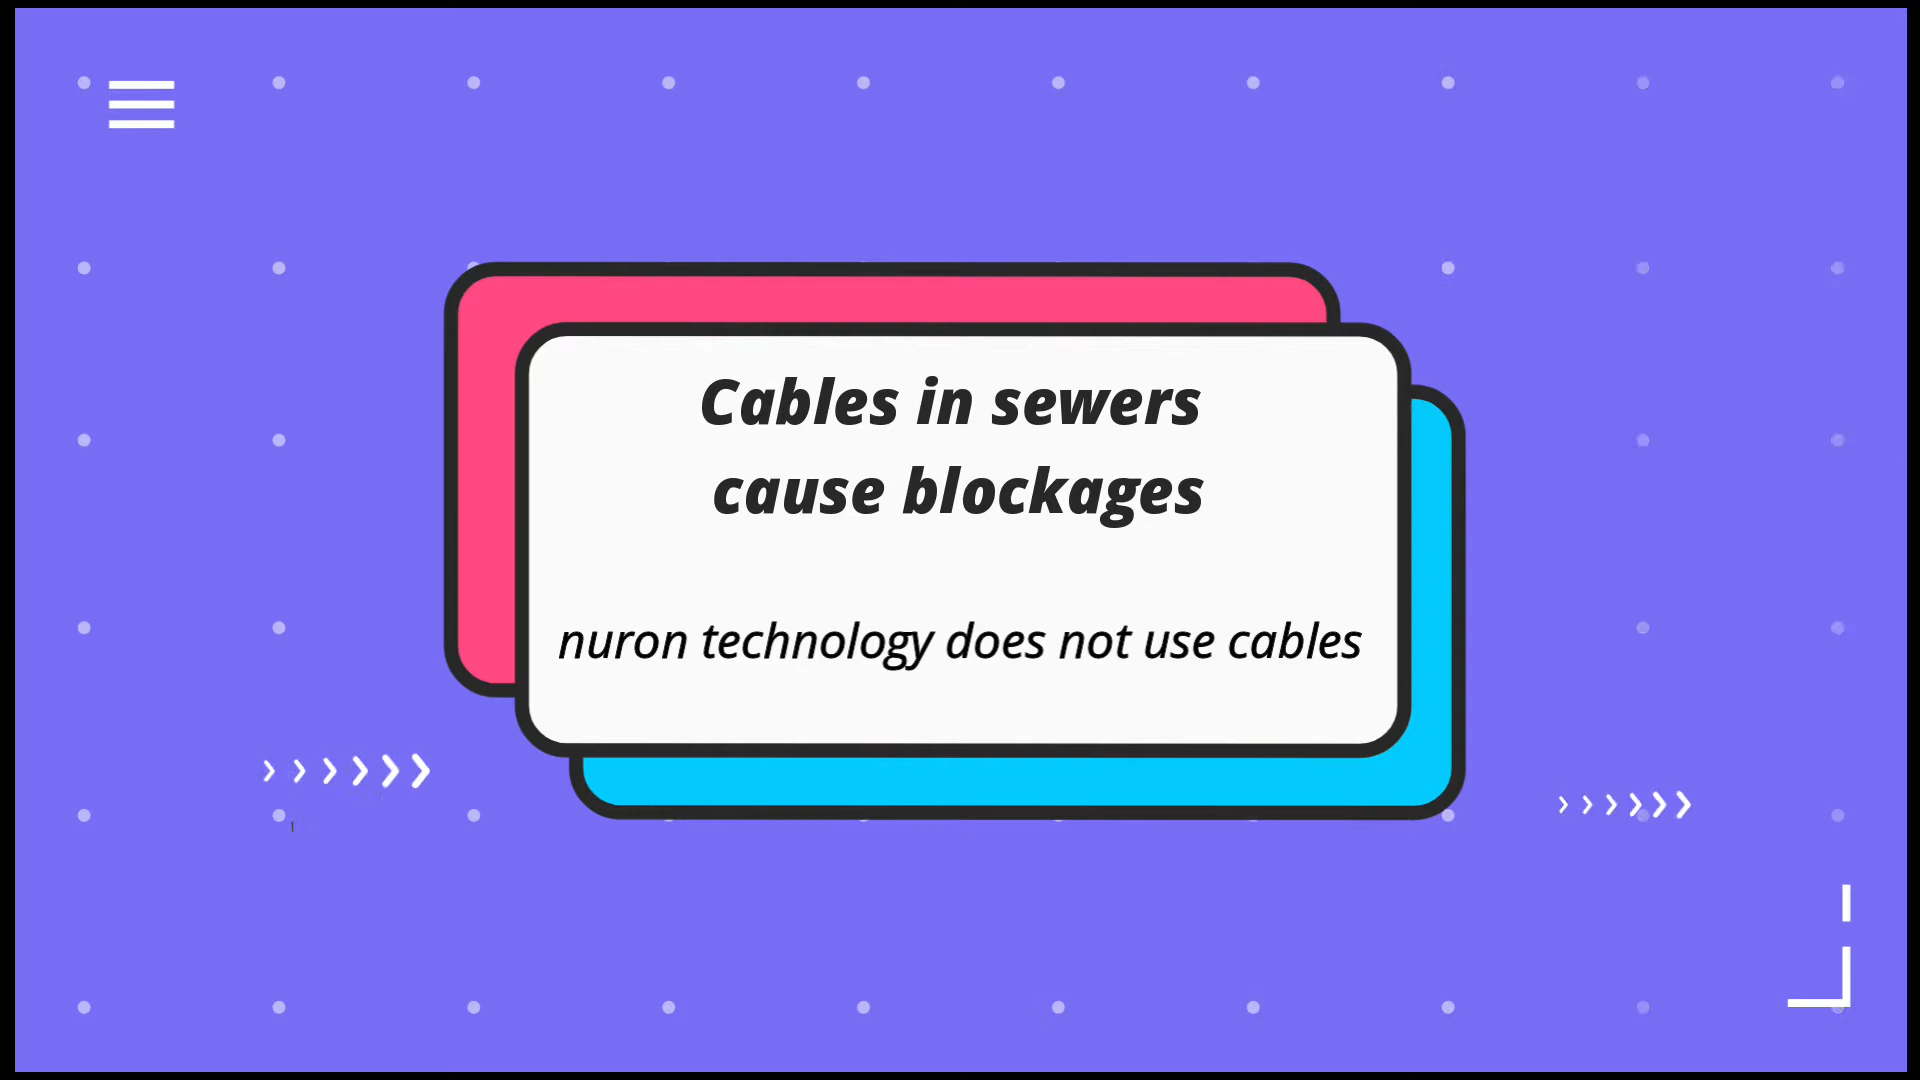 Cables in sewers
cause blockages
nuron technology does not use cables